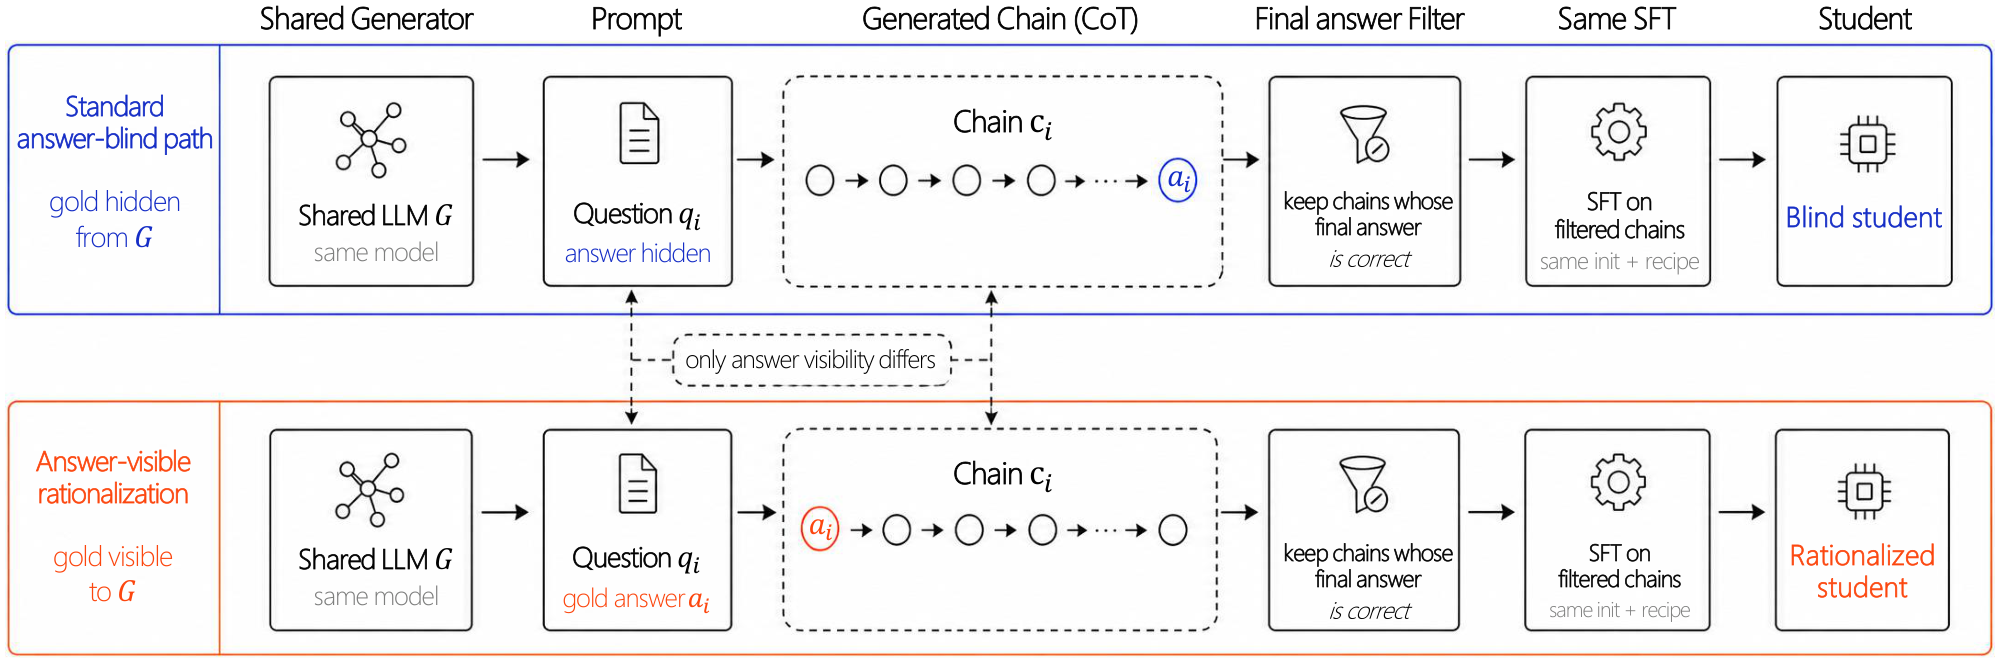 Shared Generator
Prompt
Generated Chain (CoT)
Final answer Filter
Same SFT
Student
Standard
answer-blind path
gold hidden
from G
Shared LLM G
same model
Question qᵢ
answer hidden
Chain cᵢ
aᵢ
keep chains whose
final answer
is correct
SFT on
filtered chains
same init + recipe
Blind student
only answer visibility differs
Answer-visible
rationalization
gold visible
to G
Shared LLM G
same model
Question qᵢ
gold answer aᵢ
Chain cᵢ
aᵢ
keep chains whose
final answer
is correct
SFT on
filtered chains
same init + recipe
Rationalized
student